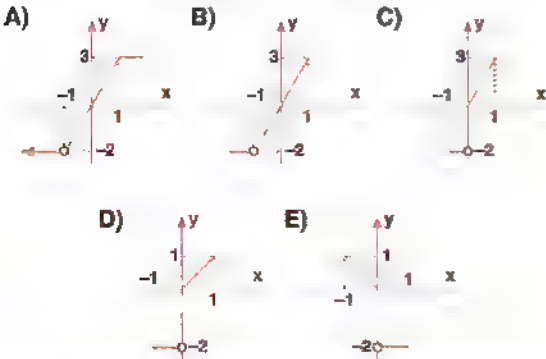 A) y B) y C) y
3 3 3
-1 x -1 x -1 x
1 1 1
-2 -2 -2
D) y E) y
1 1
-1 x -1 1 x
1
-2 -2